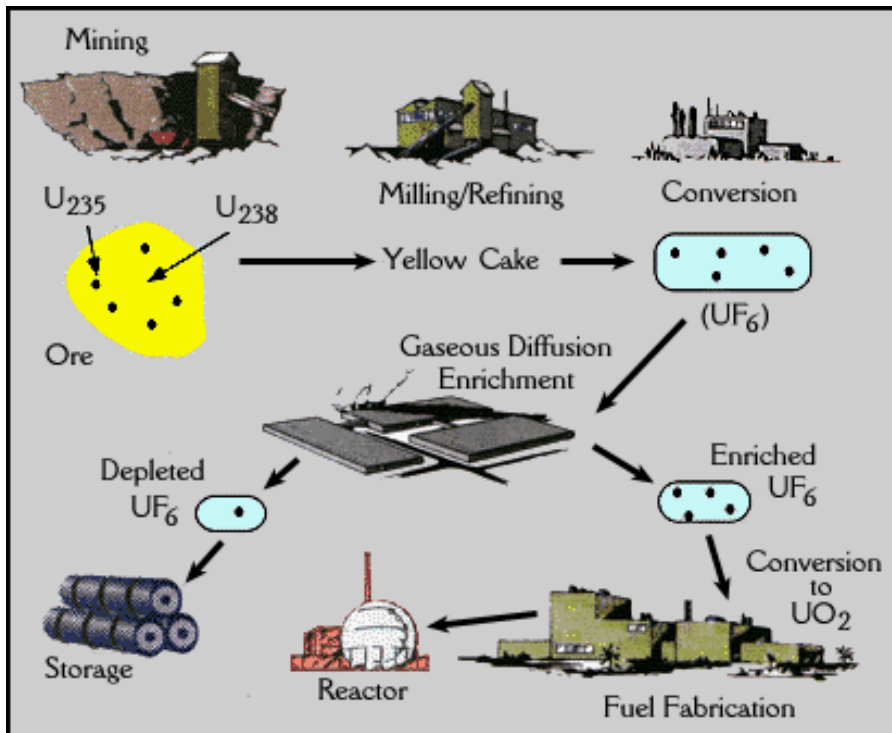 Mining
Milling/Refining
Conversion
U235
U238
Yellow Cake
(UF6)
Ore
Gaseous Diffusion
Enrichment
Depleted
UF6
Enriched
UF6
Conversion
to
UO2
Storage
Reactor
Fuel Fabrication